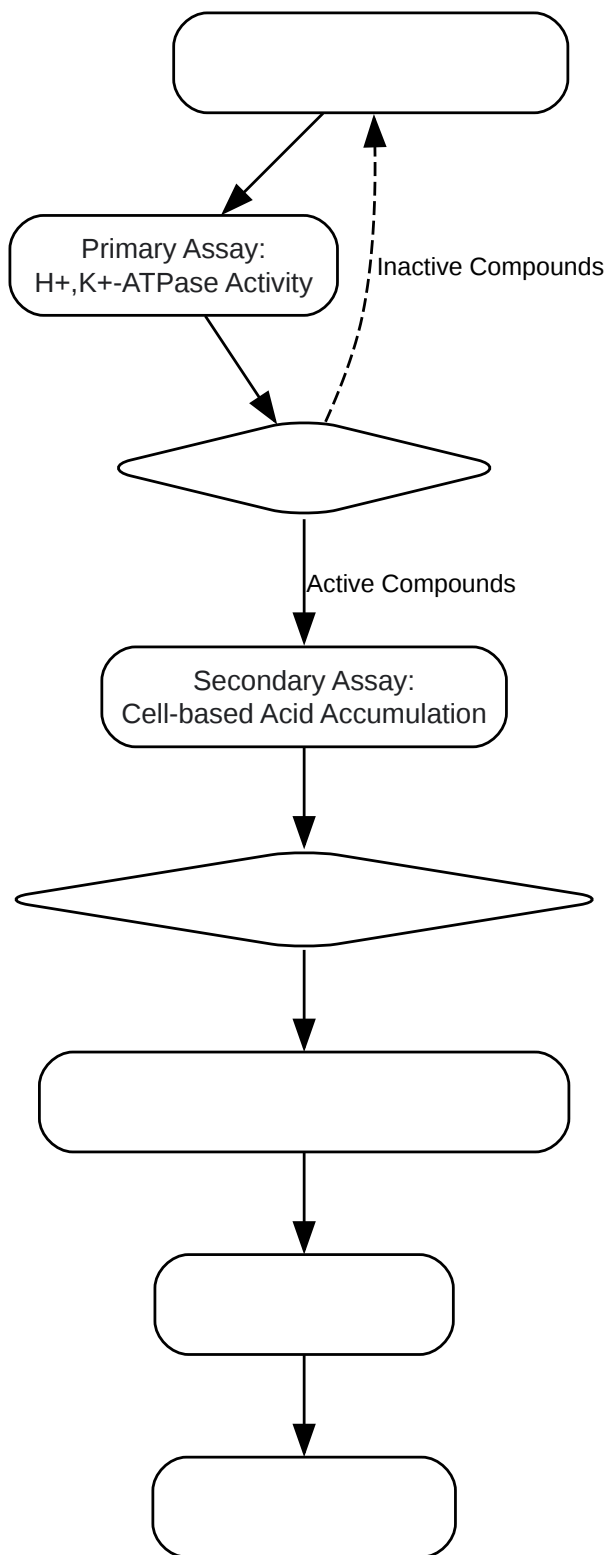 Primary Assay:
H+,K+-ATPase Activity
Inactive Compounds
Active Compounds
Secondary Assay:
Cell-based Acid Accumulation